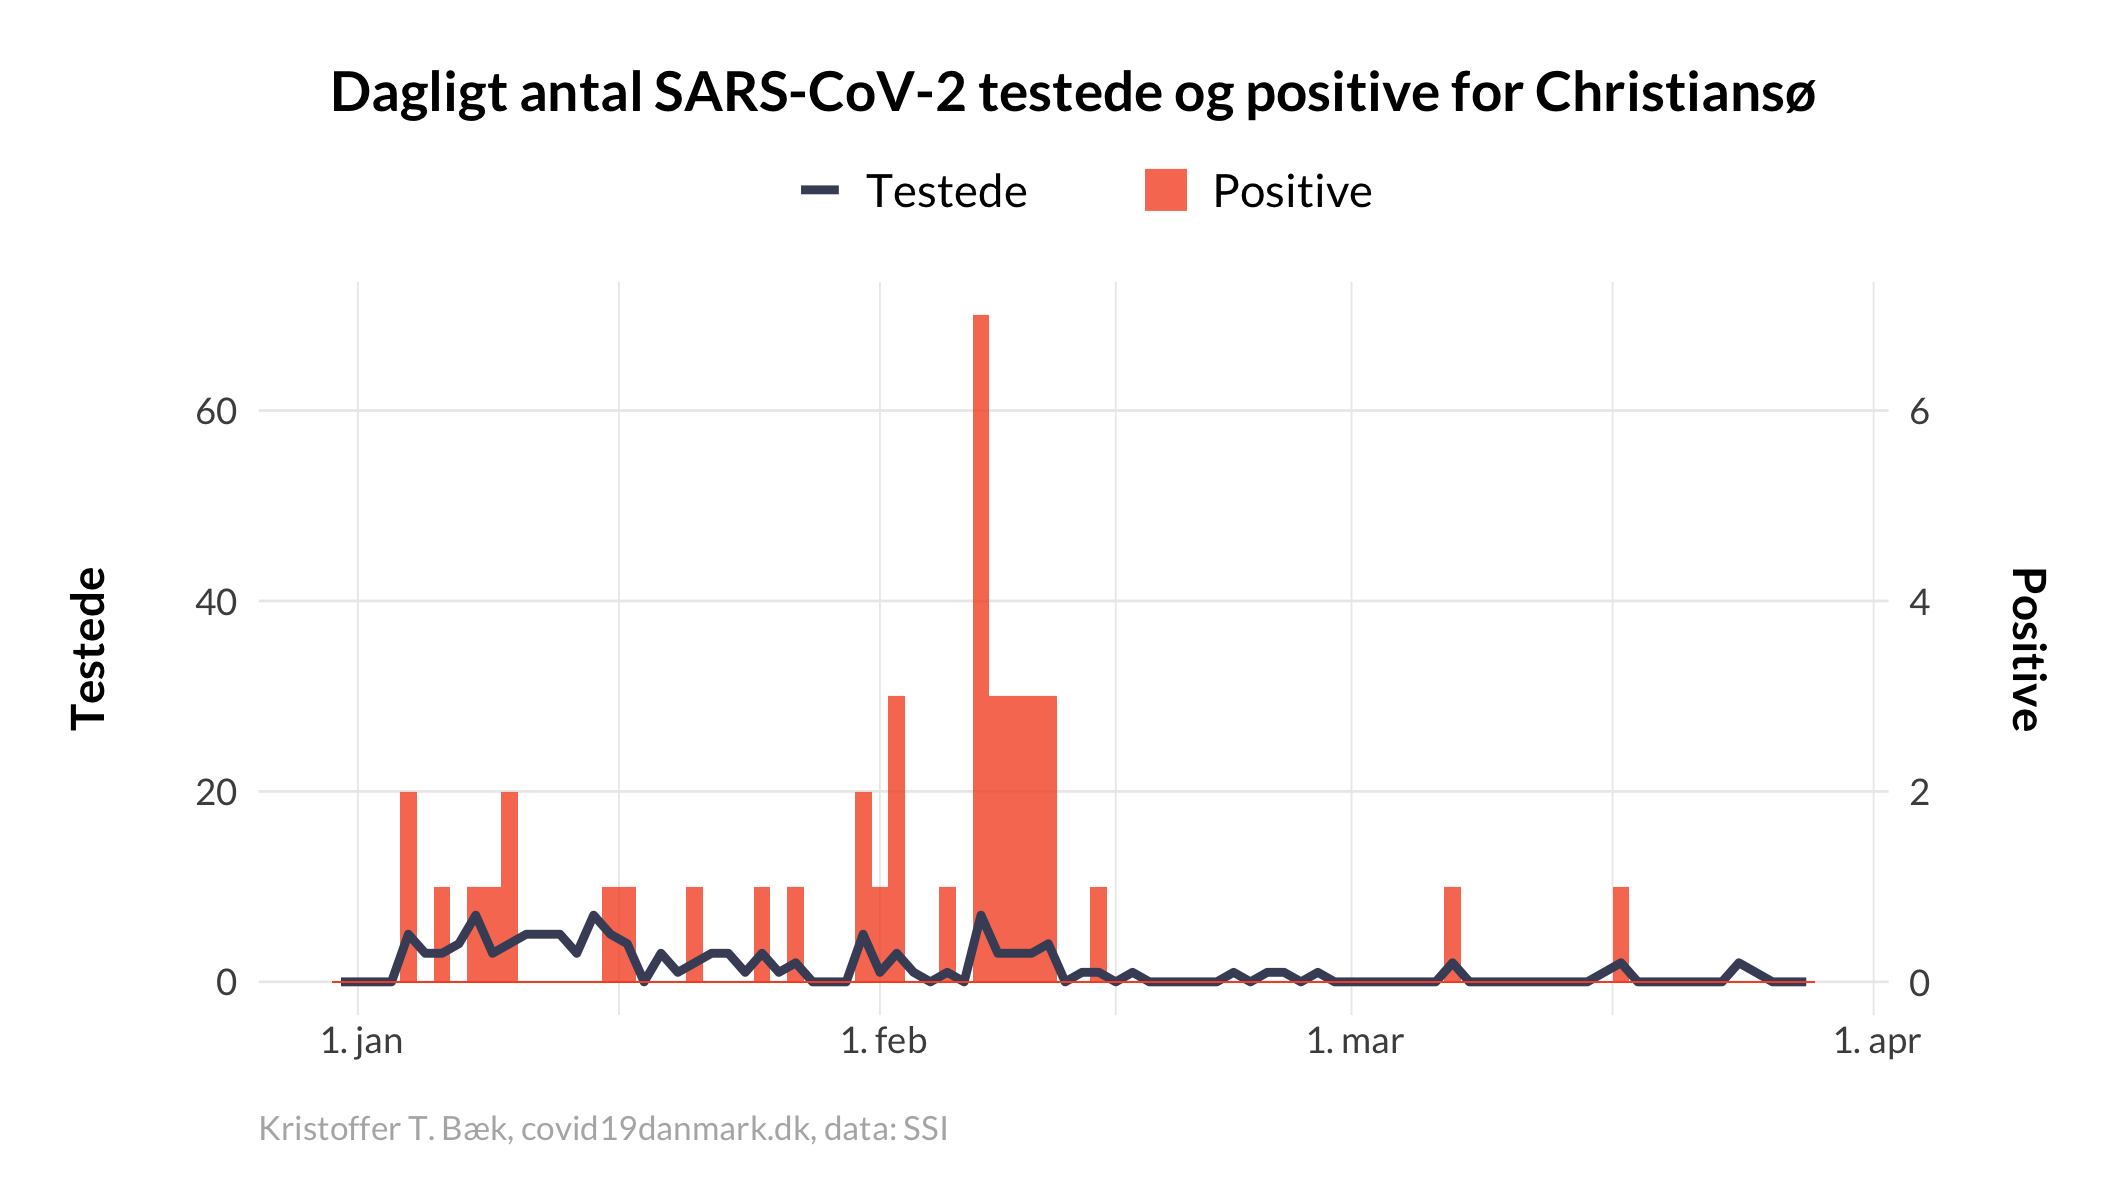 Dagligt antal SARS-CoV-2 testede og positive for Christiansø
Testede
Positive
60
40
20
0
6
4
2
0
Testede
Positive
1. jan
1. feb
1. mar
1. apr
Kristoffer T. Bæk, covid19danmark.dk, data: SSI